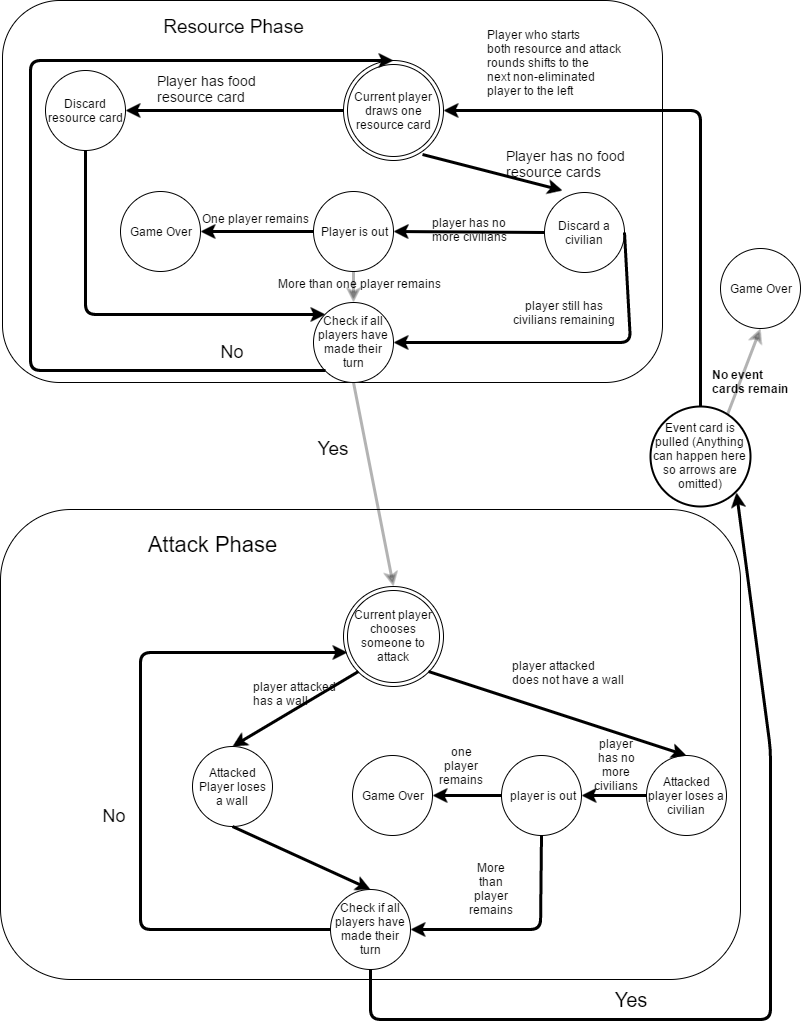 Resource Phase
Player who starts
both resource and attack
rounds shifts to the
next non-eliminated
player to the left
Player has food
resource card
Discard
resource card
Current player
draws one
resource card
Player has no food
resource cards
Game Over
One player remains
Player is out
player has no
more civilians
Discard a
civilian
More than one player remains
player still has
civilians remaining
Check if all
players have
made their
turn
No
Game Over
No event
cards remain
Event card is
pulled (Anything
can happen here
so arrows are
omitted)
Yes
Attack Phase
Current player
chooses
someone to
attack
player attacked
has a wall
player attacked
does not have a wall
Attacked
Player loses
a wall
Game Over
one
player
remains
player is out
player
has no
more
civilians
Attacked
player loses a
civilian
No
More
than
player
remains
Check if all
players have
made their
turn
Yes